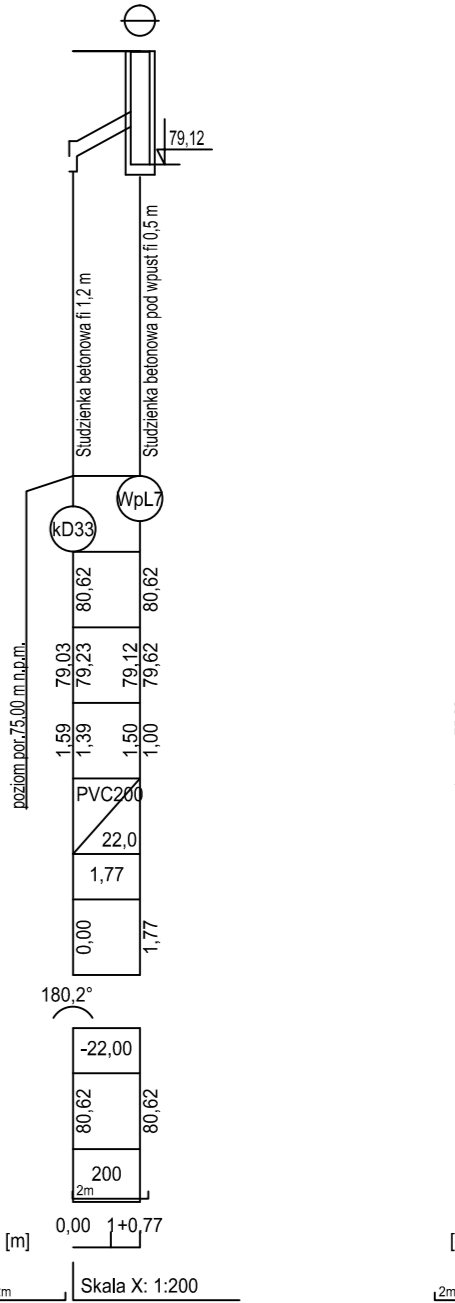 79,12
Studzienka betonowa fi 1,2 m
Studzienka betonowa pod wpust fi 0,5 m
WpL7
kD33
poziom por.75,00 m n.p.m.
80,62
80,62
79,03
79,23
79,12
79,62
1,59
1,39
1,50
1,00
PVC200
22,0
1,77
0,00
1,77
180,2°
-22,00
80,62
80,62
200
2m
0,00 1+0,77
[m]
Skala X: 1:200
2m